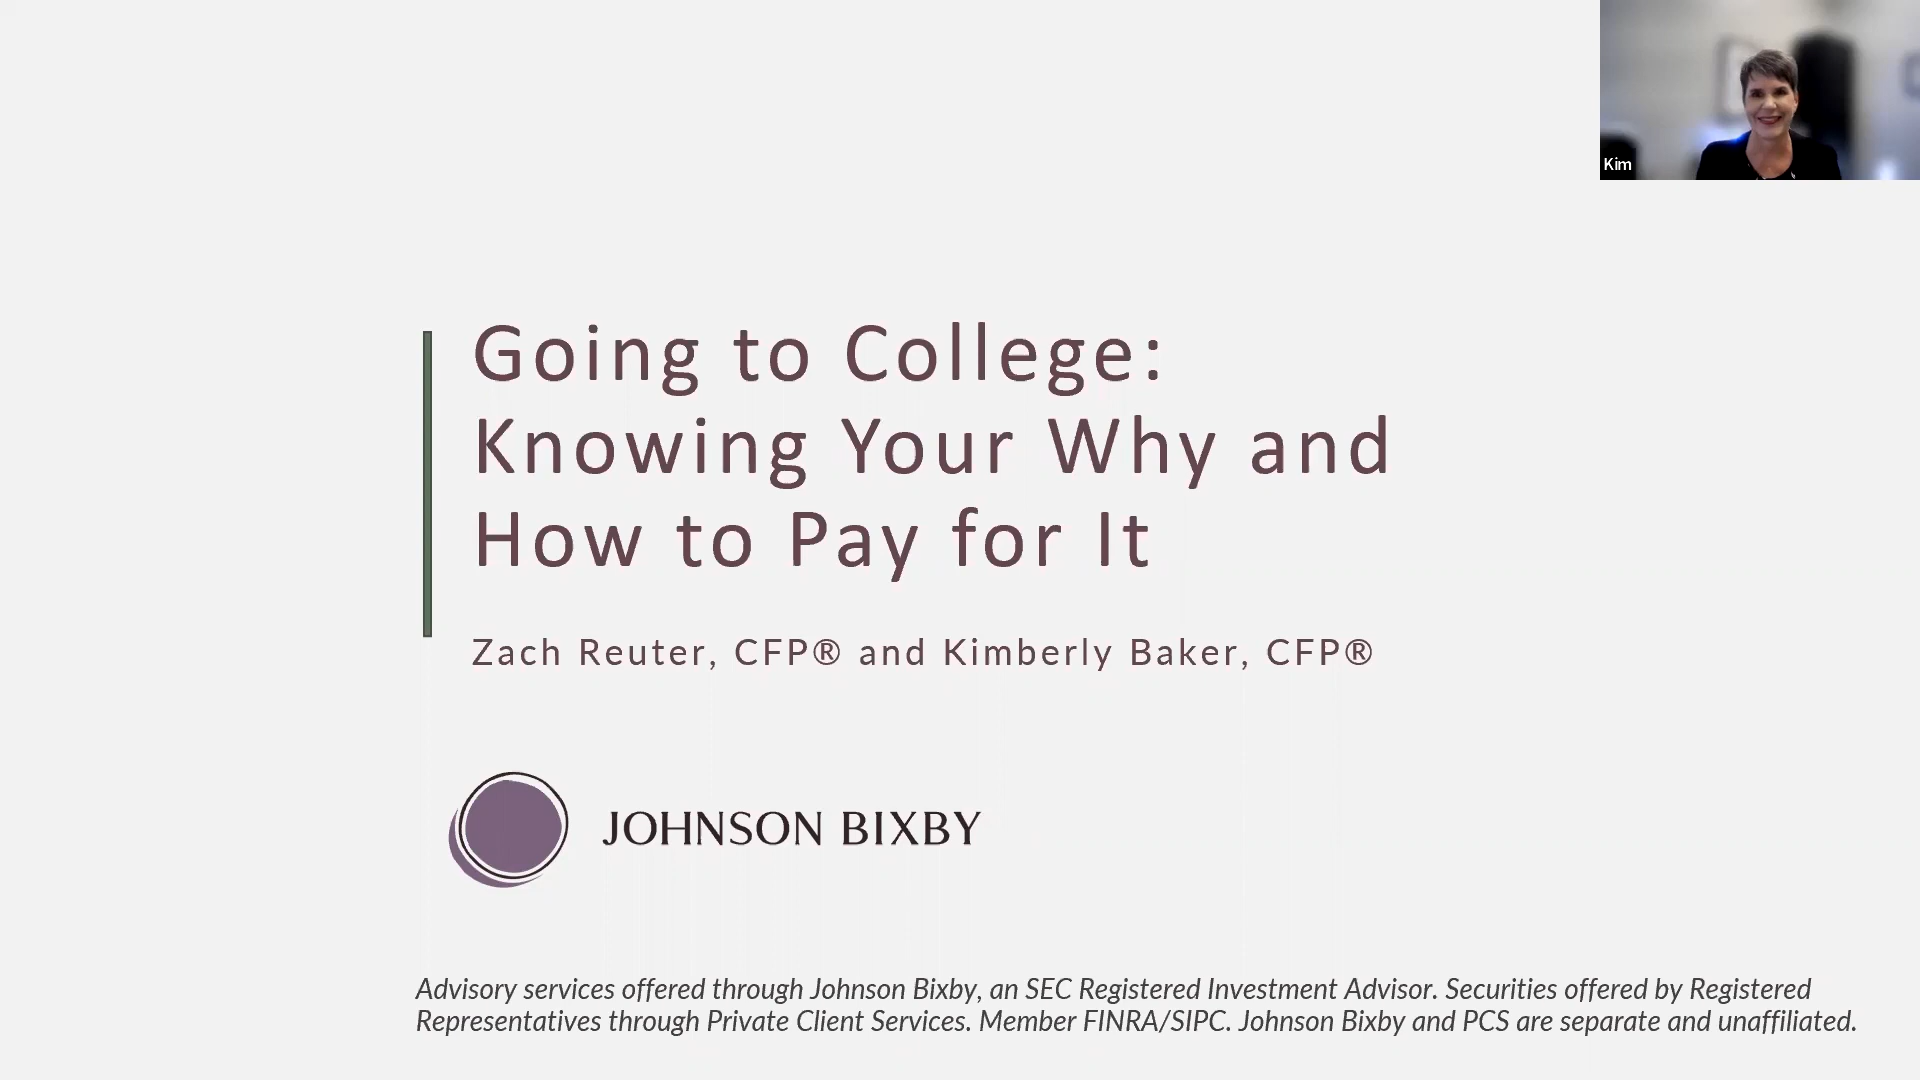 Kim
Going to College:
Knowing Your Why and
How to Pay for It
Zach Reuter, CFP® and Kimberly Baker, CFP®
JOHNSON BIXBY
Advisory services offered through Johnson Bixby, an SEC Registered Investment Advisor. Securities offered by Registered
Representatives through Private Client Services. Member FINRA/SIPC. Johnson Bixby and PCS are separate and unaffiliated.